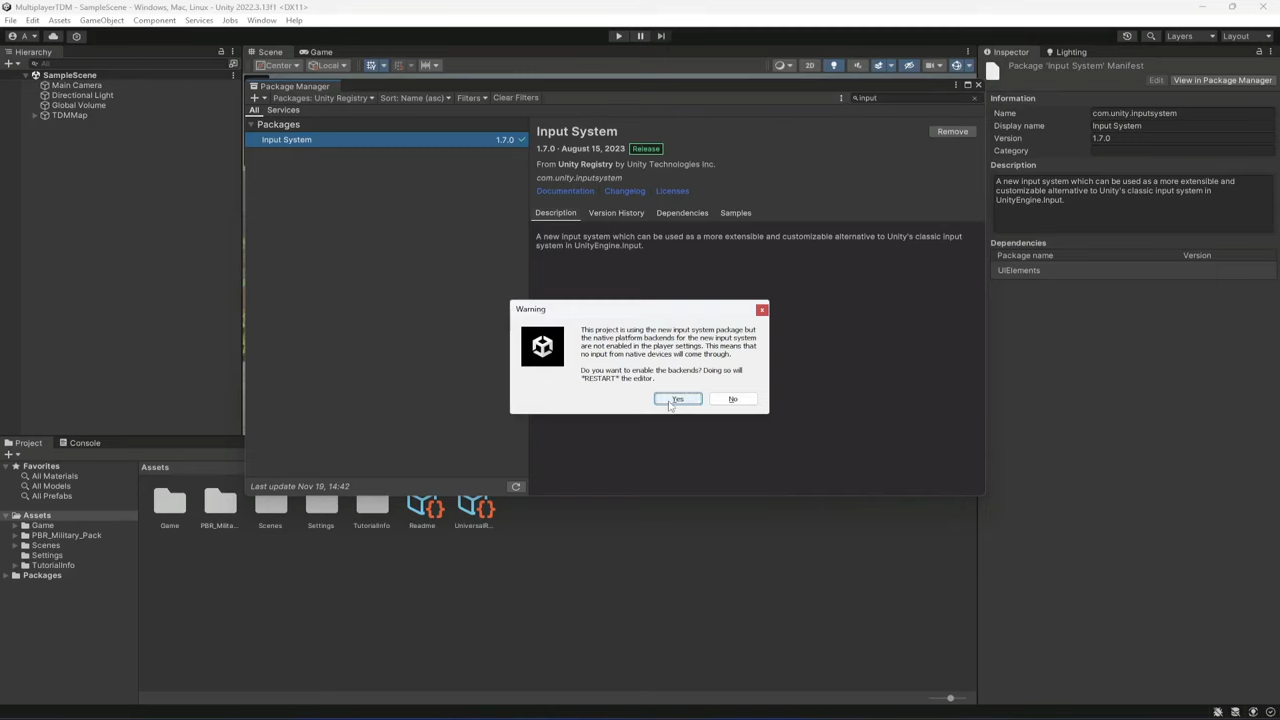 MultiplayerTDM - SampleScene - Windows, Mac, Linux - Unity 2022.3.13f1 <DX11>
File Edit Assets GameObject Component Services Jobs Window Help
A
Layers Layout
Hierarchy
All
SampleScene
Main Camera
Directional Light
Global Volume
TDMMap
Scene Game
Center Local 2D
Package Manager
Packages: Unity Registry Sort: Name (asc) Filters Clear Filters input
All Services
Packages
Input System 1.7.0
Last update Nov 19, 14:42
Input System Remove
1.7.0 · August 15, 2023 Release
From Unity Registry by Unity Technologies Inc.
com.unity.inputsystem
Documentation Changelog Licenses
Description Version History Dependencies Samples
A new input system which can be used as a more extensible and customizable alternative to Unity's classic input
system in UnityEngine.Input.
Warning
x
This project is using the new input system package but
the native platform backends for the new input system
are not enabled in the player settings. This means that
no input from native devices will come through.
Do you want to enable the backends? Doing so will
*RESTART* the editor.
Yes No
Inspector Lighting
Package 'Input System' Manifest
Edit View in Package Manager
Information
Name com.unity.inputsystem
Display name Input System
Version 1.7.0
Category
Description
A new input system which can be used as a more extensible and
customizable alternative to Unity's classic input system in
UnityEngine.Input.
Dependencies
Package name Version
UIElements
Project Console
Favorites
All Materials
All Models
All Prefabs
Assets
Game
PBR_Military_Pack
Scenes
Settings
TutorialInfo
Packages
Assets
Game PBR_Milita... Scenes Settings TutorialInfo Readme UniversalR...